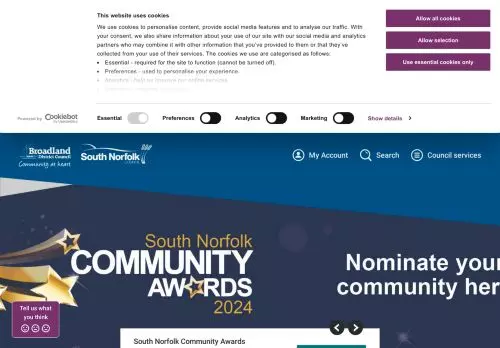 This website uses cookies
We use cookies to personalise content, provide social media features and to analyse our traffic. With
your consent, we also share information about your use of our site with our social media and analytics
partners who may combine it with other information that you've provided to them or that they've
collected from your use of their services. The cookies we use are categorised as follows:
• Essential - required for the site to function (cannot be turned off).
• Preferences - used to personalise your experience.
Allow all cookies
Allow selection
Use essential cookies only
Powered by
Cookiebot
by Usercentrics
Essential
Preferences
Analytics
Marketing
Show details
Broadland
District Council
Community at heart
South Norfolk
COUNCIL
My Account
Search
Council services
South Norfolk
COMMUNITY
AWARDS
2024
Nominate your
community her
Tell us what
you think
South Norfolk Community Awards